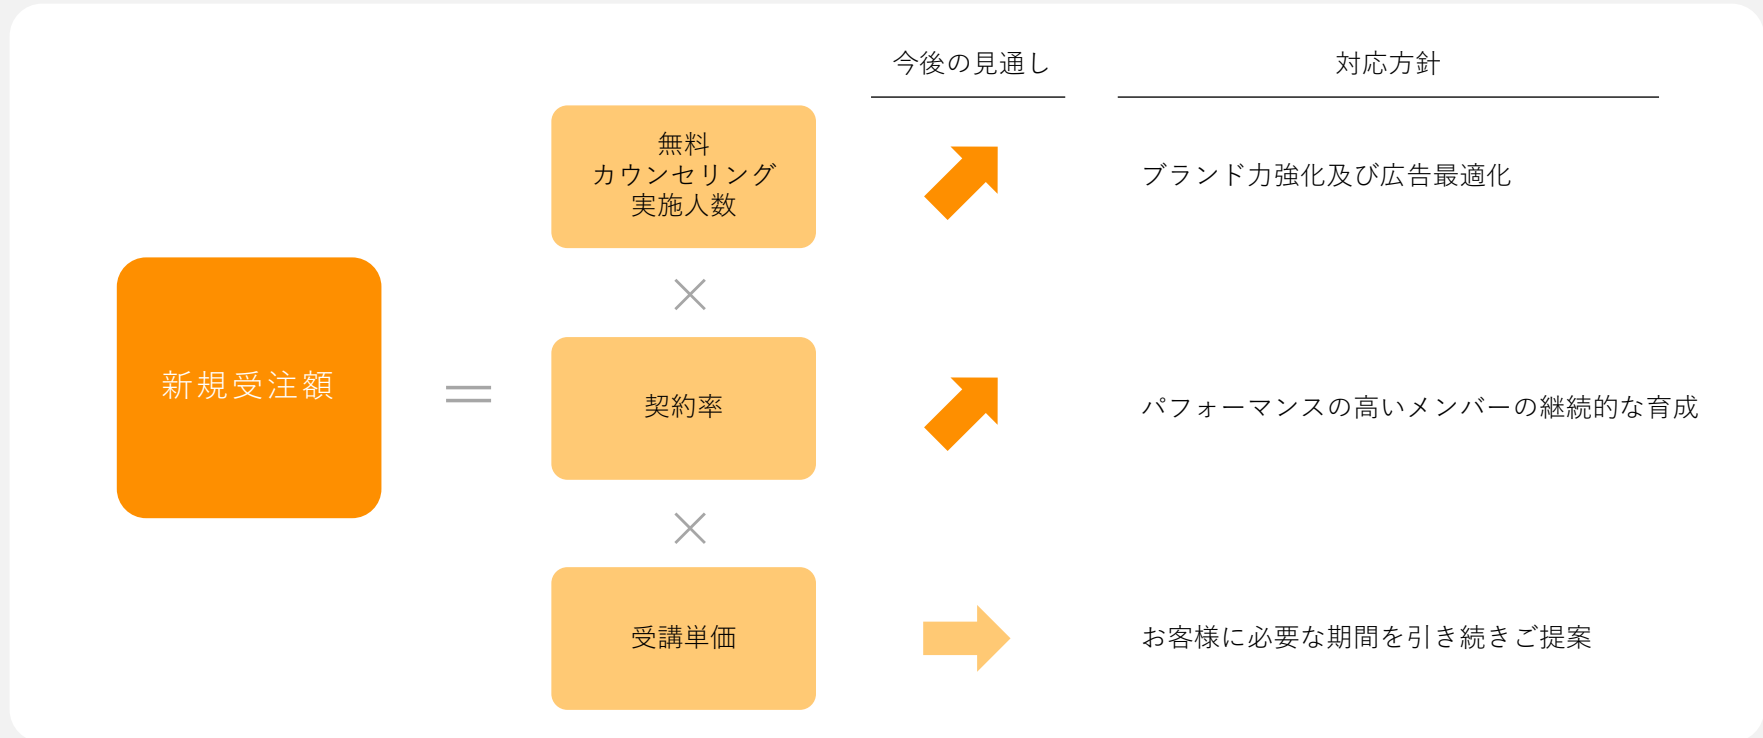 今後の見通し
対応方針
無料
カウンセリング
実施人数
ブランド力強化及び広告最適化
×
新規受注額
=
契約率
パフォーマンスの高いメンバーの継続的な育成
×
受講単価
お客様に必要な期間を引き続きご提案